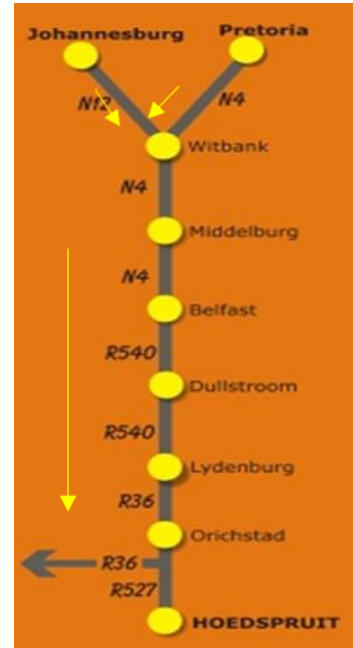 Johannesburg
Pretoria
N12
N4
Witbank
N4
Middelburg
N4
Belfast
R540
Dullstroom
R540
Lydenburg
R36
Orichstad
R36
R527
HOEDSPRUIT